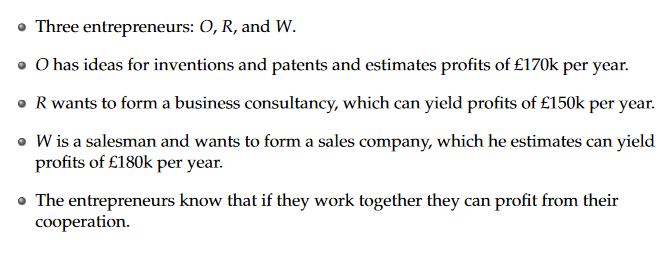 Three entrepreneurs: O, R, and W.
O has ideas for inventions and patents and estimates profits of £170k per year.
R wants to form a business consultancy, which can yield profits of £150k per year.
W is a salesman and wants to form a sales company, which he estimates can yield
profits of £180k per year.
The entrepreneurs know that if they work together they can profit from their
cooperation.